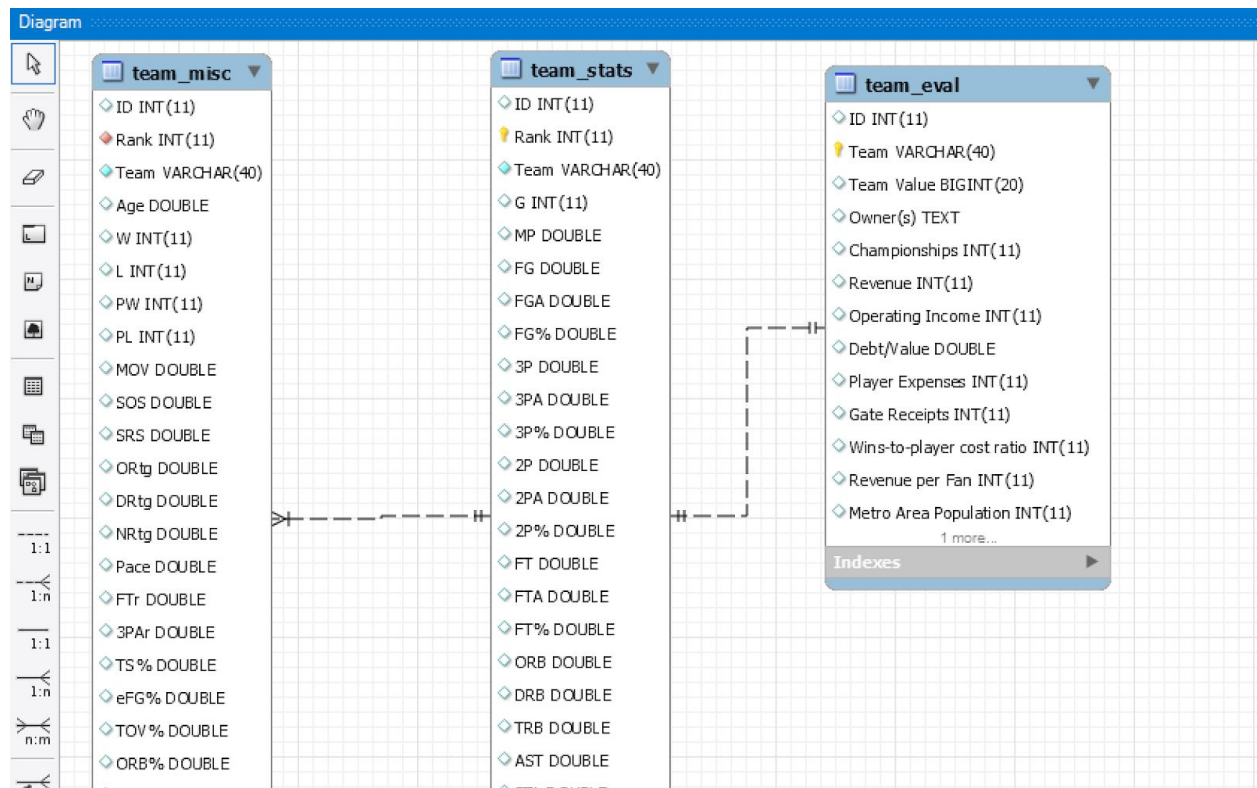 Diagram
team_misc
ID INT(11)
Rank INT(11)
Team VARCHAR(40)
Age DOUBLE
W INT(11)
L INT(11)
PW INT(11)
PL INT(11)
MOV DOUBLE
SOS DOUBLE
SRS DOUBLE
ORtg DOUBLE
DRtg DOUBLE
NRtg DOUBLE
Pace DOUBLE
FTr DOUBLE
3PAr DOUBLE
TS% DOUBLE
eFG% DOUBLE
TOV% DOUBLE
ORB% DOUBLE
team_stats
ID INT(11)
Rank INT(11)
Team VARCHAR(40)
G INT(11)
MP DOUBLE
FG DOUBLE
FGA DOUBLE
FG% DOUBLE
3P DOUBLE
3PA DOUBLE
3P% DOUBLE
2P DOUBLE
2PA DOUBLE
2P% DOUBLE
FT DOUBLE
FTA DOUBLE
FT% DOUBLE
ORB DOUBLE
DRB DOUBLE
TRB DOUBLE
AST DOUBLE
team_eval
ID INT(11)
Team VARCHAR(40)
Team Value BIGINT(20)
Owner(s) TEXT
Championships INT(11)
Revenue INT(11)
Operating Income INT(11)
Debt/Value DOUBLE
Player Expenses INT(11)
Gate Receipts INT(11)
Wins-to-player cost ratio INT(11)
Revenue per Fan INT(11)
Metro Area Population INT(11)
1 more...
Indexes
1:1
1:n
1:1
1:n
n:m